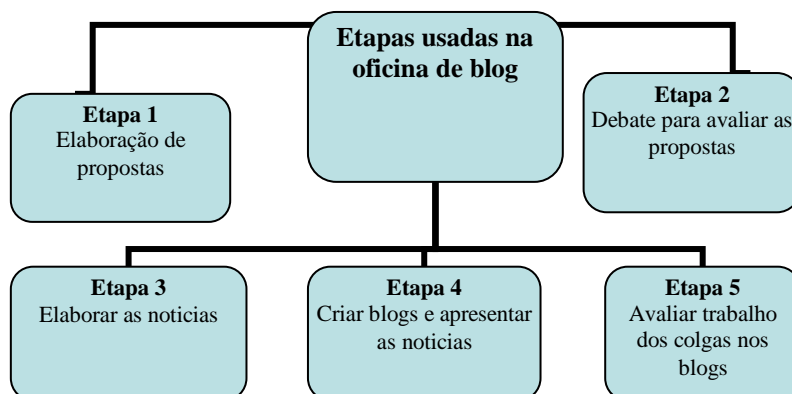 Etapas usadas na
oficina de blog
Etapa 1
Elaboração de
propostas
Etapa 2
Debate para avaliar as
propostas
Etapa 3
Elaborar as noticias
Etapa 4
Criar blogs e apresentar
as noticias
Etapa 5
Avaliar trabalho
dos colgas nos
blogs